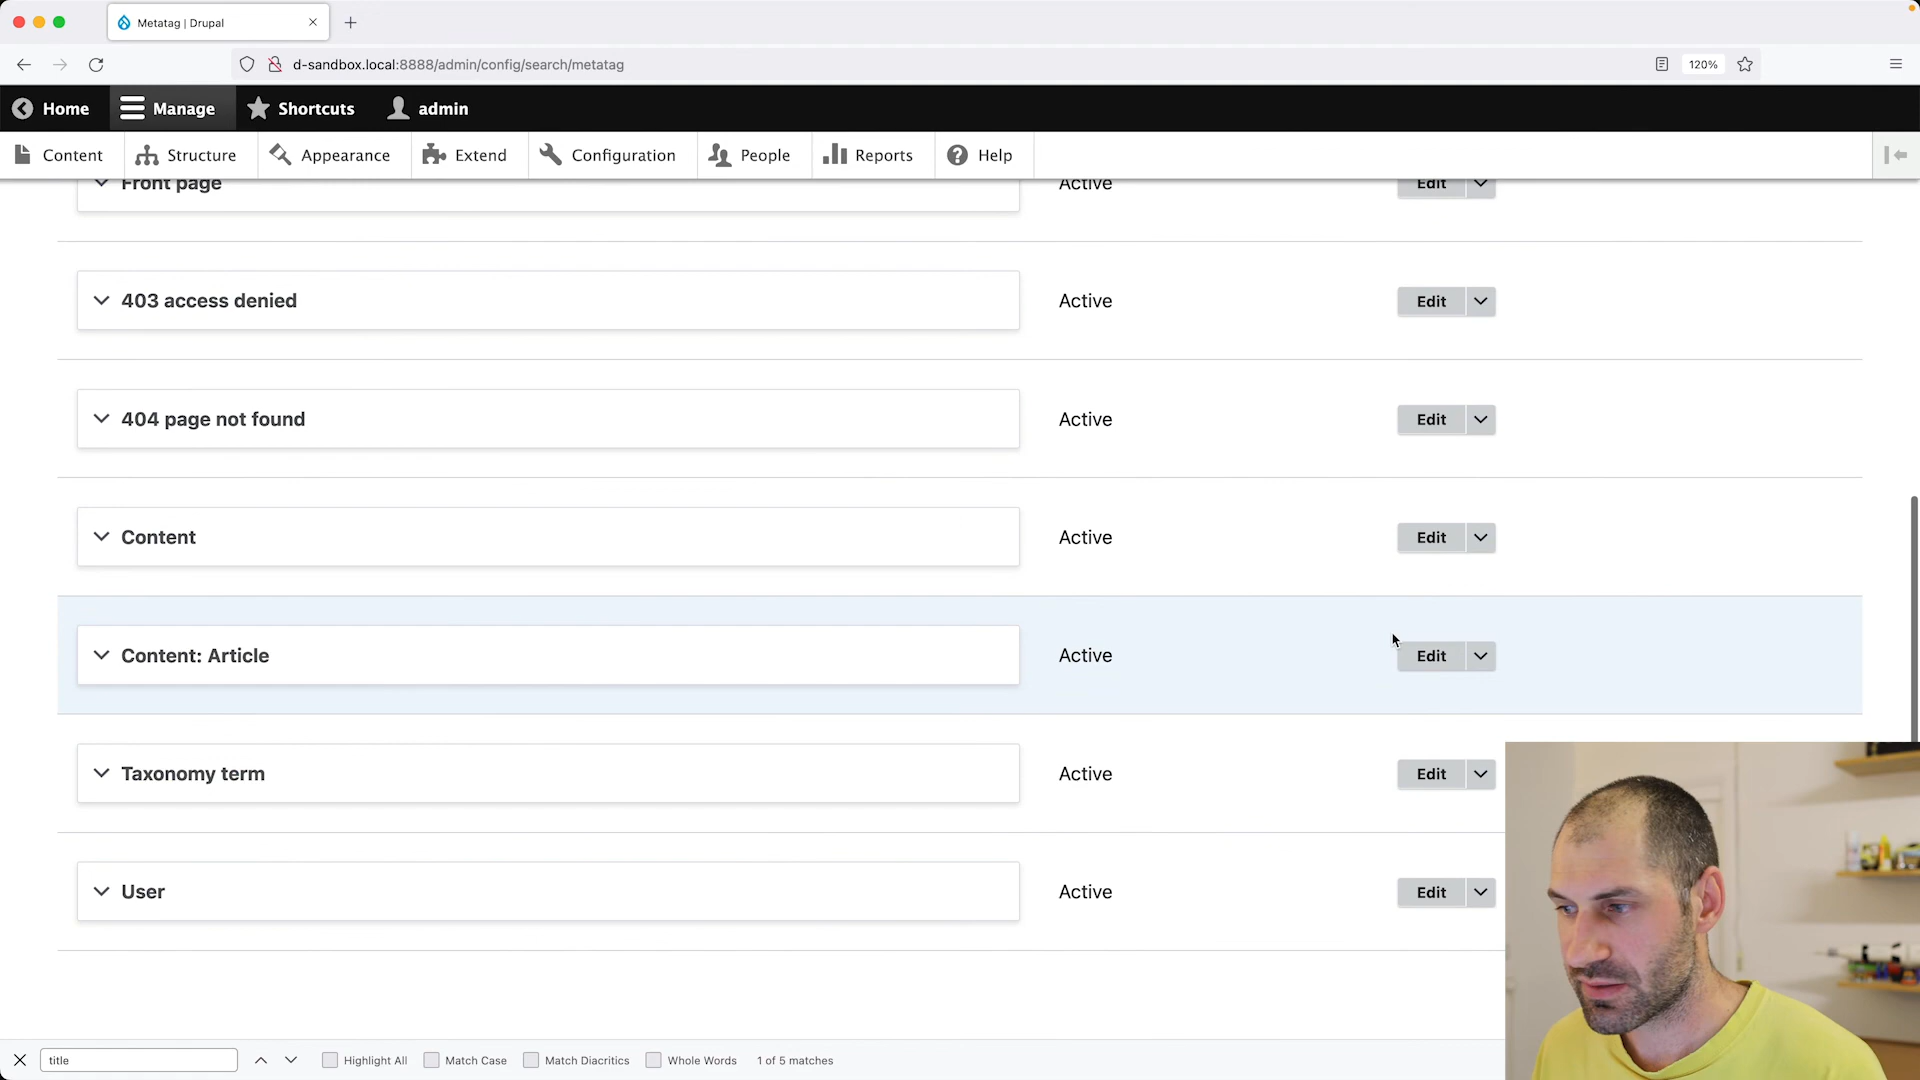 Metatag | Drupal
d-sandbox.local:8888/admin/config/search/metatag
120%
Home
Manage
Shortcuts
admin
Content
Structure
Appearance
Extend
Configuration
People
Reports
Help
Front page
Active
Edit
403 access denied
Active
Edit
404 page not found
Active
Edit
Content
Active
Edit
Content: Article
Active
Edit
Taxonomy term
Active
Edit
User
Active
Edit
title
Highlight All
Match Case
Match Diacritics
Whole Words
1 of 5 matches